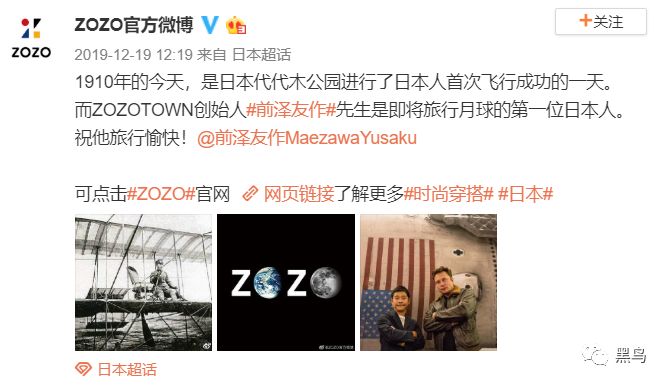 ZOZO官方微博
+关注
ZOZO
2019-12-19 12:19 来自 日本超话
1910年的今天，是日本代代木公园进行了日本人首次飞行成功的一天。
而ZOZOTOWN创始人#前泽友作#先生是即将旅行月球的第一位日本人。
祝他旅行愉快！@前泽友作MaezawaYusaku
可点击#ZOZO#官网 网页链接了解更多#时尚穿搭# #日本#
Z Z
日本超话
黑鸟